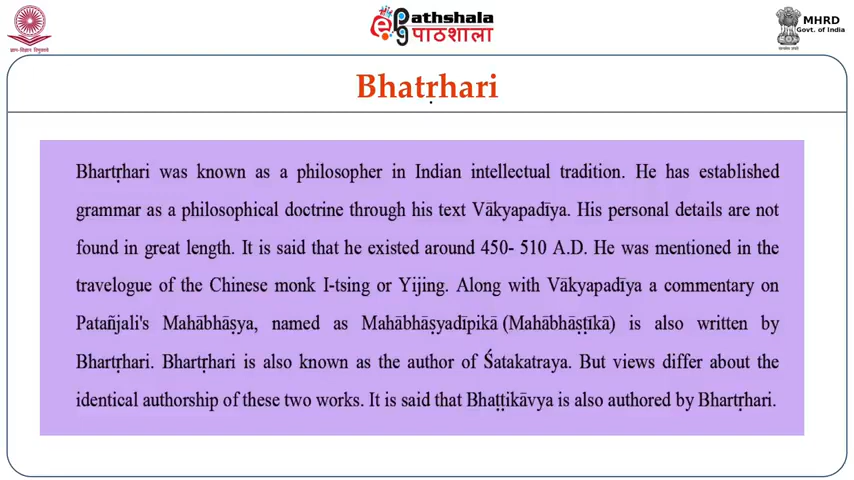 ज्ञान-विज्ञान विमुक्तये
ePathshala
पाठशाला
MHRD
Govt. of India
Bhatṛhari
Bhartṛhari was known as a philosopher in Indian intellectual tradition. He has established
grammar as a philosophical doctrine through his text Vākyapadīya. His personal details are not
found in great length. It is said that he existed around 450- 510 A.D. He was mentioned in the
travelogue of the Chinese monk I-tsing or Yijing. Along with Vākyapadīya a commentary on
Patañjali's Mahābhāṣya, named as Mahābhāṣyadīpikā (Mahābhāṣṭīkā) is also written by
Bhartṛhari. Bhartṛhari is also known as the author of Śatakatraya. But views differ about the
identical authorship of these two works. It is said that Bhaṭṭikāvya is also authored by Bhartṛhari.